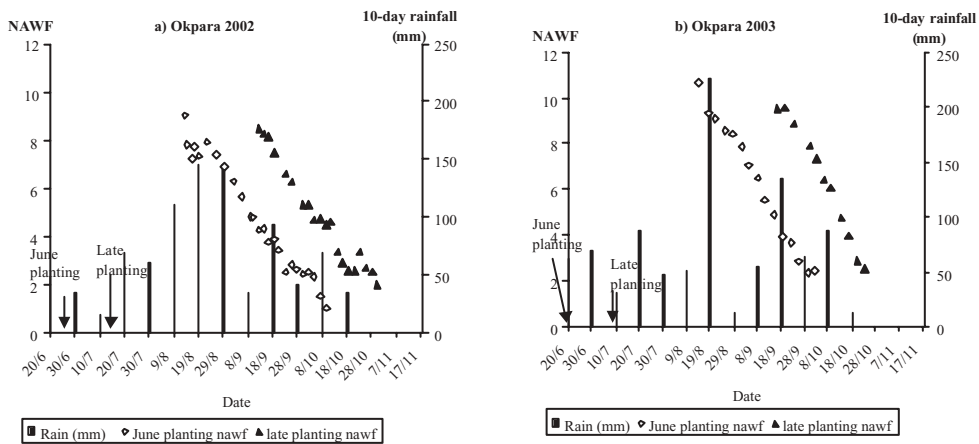 NAWF
a) Okpara 2002
10-day rainfall
(mm)
12
10
8
6
4
2
0
250
200
150
100
50
0
June
planting
Late
planting
20/6
30/6
10/7
20/7
30/7
9/8
19/8
29/8
8/9
18/9
28/9
8/10
18/10
28/10
7/11
17/11
Date
Rain (mm) June planting nawf late planting nawf
NAWF
b) Okpara 2003
10-day rainfall
(mm)
12
10
8
6
4
2
0
250
200
150
100
50
0
June
planting
Late
planting
20/6
30/6
10/7
20/7
30/7
9/8
19/8
29/8
8/9
18/9
28/9
8/10
18/10
28/10
7/11
17/11
Date
Rain (mm) June planting nawf late planting nawf